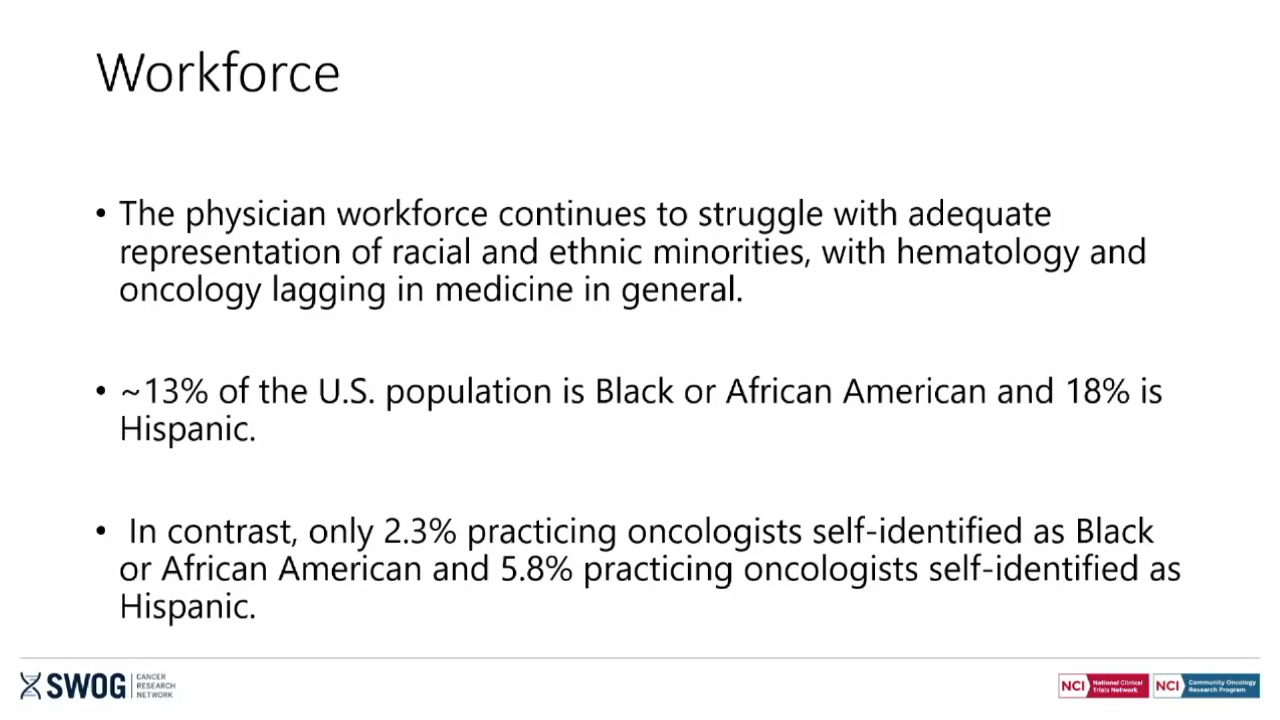 Workforce
• The physician workforce continues to struggle with adequate
representation of racial and ethnic minorities, with hematology and
oncology lagging in medicine in general.
• ~13% of the U.S. population is Black or African American and 18% is
Hispanic.
• In contrast, only 2.3% practicing oncologists self-identified as Black
or African American and 5.8% practicing oncologists self-identified as
Hispanic.
SWOG
CANCER
RESEARCH
NETWORK
NCI
National Clinical
Trials Network
NCI
Community Oncology
Research Program